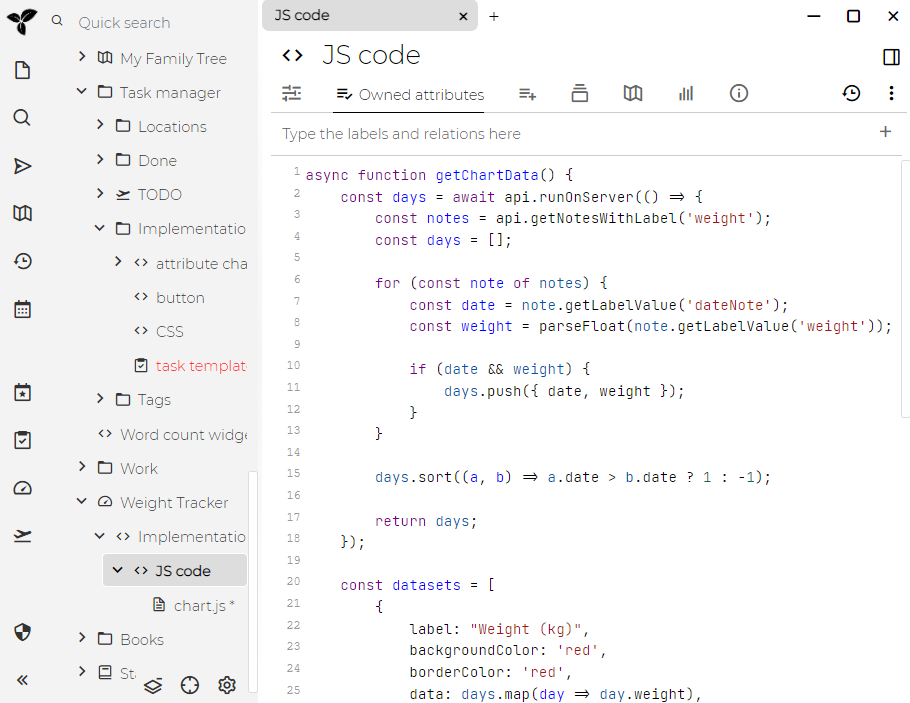 Quick search
My Family Tree
Task manager
Locations
Done
TODO
Implementatio
attribute cha
button
CSS
task templat
Tags
Word count widge
Work
Weight Tracker
Implementatio
JS code
chart.js *
Books
St
JS code
JS code
Owned attributes
Type the labels and relations here
1 async function getChartData() {
2 const days = await api.runOnServer(() => {
3 const notes = api.getNotesWithLabel('weight');
4 const days = [];
5
6 for (const note of notes) {
7 const date = note.getLabelValue('dateNote');
8 const weight = parseFloat(note.getLabelValue('weight'));
9
10 if (date && weight) {
11 days.push({ date, weight });
12 }
13 }
14
15 days.sort((a, b) => a.date > b.date ? 1 : -1);
16
17 return days;
18 });
19
20 const datasets = [
21 {
22 label: "Weight (kg)",
23 backgroundColor: 'red',
24 borderColor: 'red',
25 data: days.map(day => day.weight),